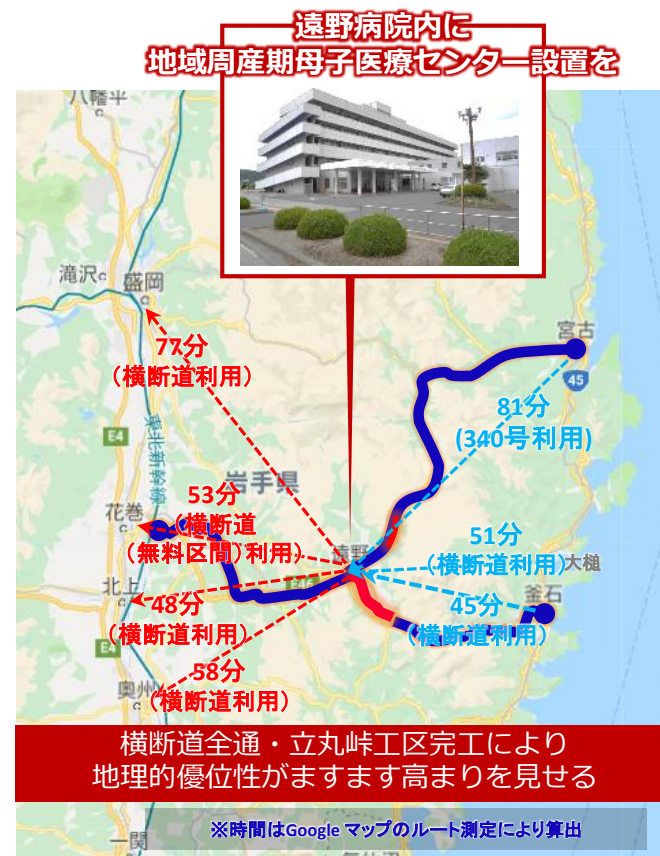 遠野病院内に
地域周産期母子医療センター設置を
八幡平
滝沢
盛岡
宮古
77分
(横断道利用)
45
81分
(340号利用)
E4
東北新幹線
岩手県
花巻
53分
(横断道
(無料区間)利用)
遠野
51分
(横断道利用)
大槌
北上
E46
釜石
48分
(横断道利用)
45分
(横断道利用)
E4
奥州
58分
(横断道利用)
横断道全通・立丸峠工区完工により
地理的優位性がますます高まりを見せる
※時間はGoogle マップのルート測定により算出
一関